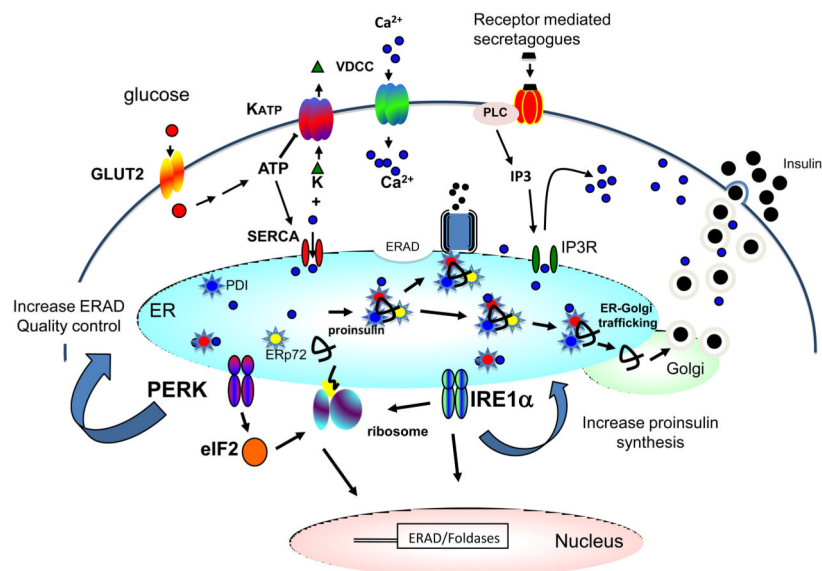 Ca²⁺
Receptor mediated
secretagogues
VDCC
glucose
KATP
PLC
GLUT2
ATP
K
+
Ca²⁺
IP3
Insulin
SERCA
ERAD
IP3R
ER
PDI
Increase ERAD
Quality control
proinsulin
ER-Golgi
trafficking
ERp72
Golgi
PERK
IRE1α
ribosome
Increase proinsulin
synthesis
eIF2
ERAD/Foldases
Nucleus